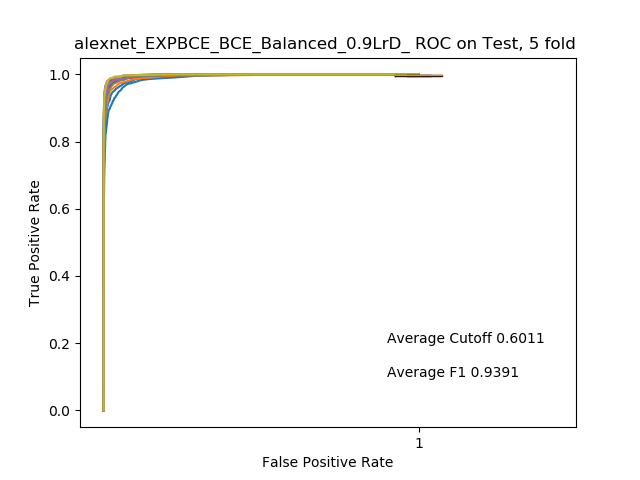 alexnet_EXPBCE_BCE_Balanced_0.9LrD_ ROC on Test, 5 fold
1.0
0.8
0.6
0.4
0.2
0.0
True Positive Rate
Average Cutoff 0.6011
Average F1 0.9391
1
False Positive Rate